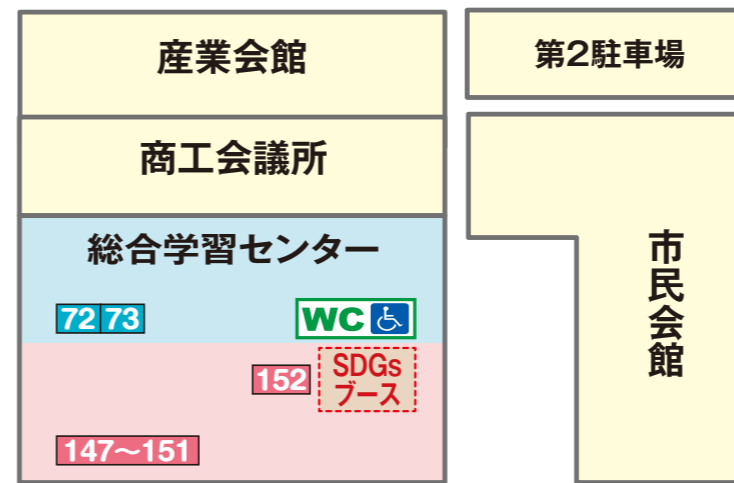 産業会館
第2駐車場
商工会議所
総合学習センター
市民会館
72 73
WC
152
SDGs
ブース
147〜151